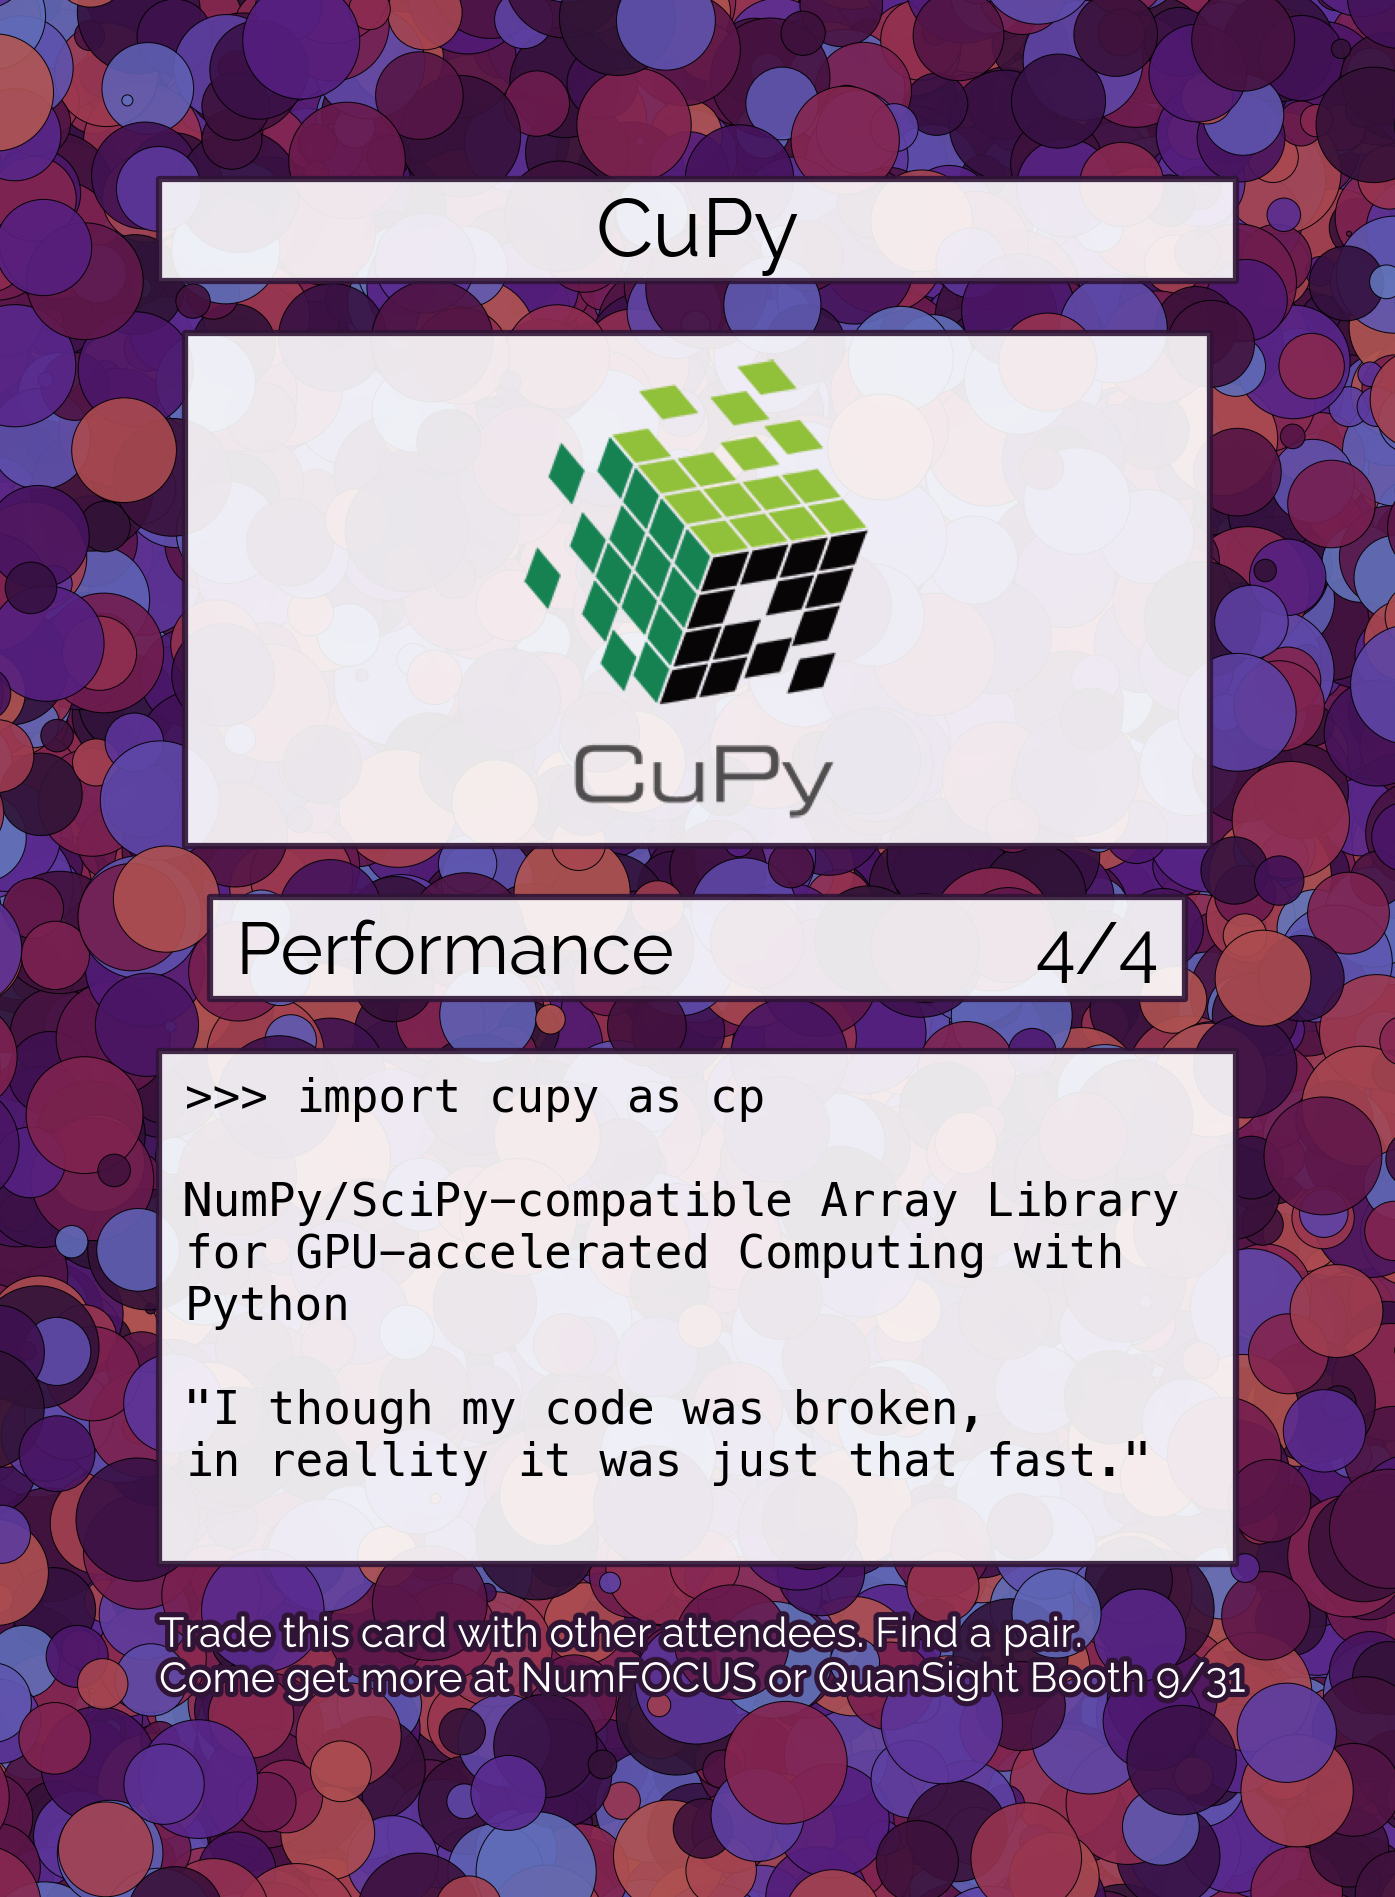 CuPy
CuPy
Performance 4/4
>>> import cupy as cp
NumPy/SciPy-compatible Array Library
for GPU-accelerated Computing with
Python
"I though my code was broken,
in reallity it was just that fast."
Trade this card with other attendees. Find a pair.
Come get more at NumFOCUS or QuanSight Booth 9/31